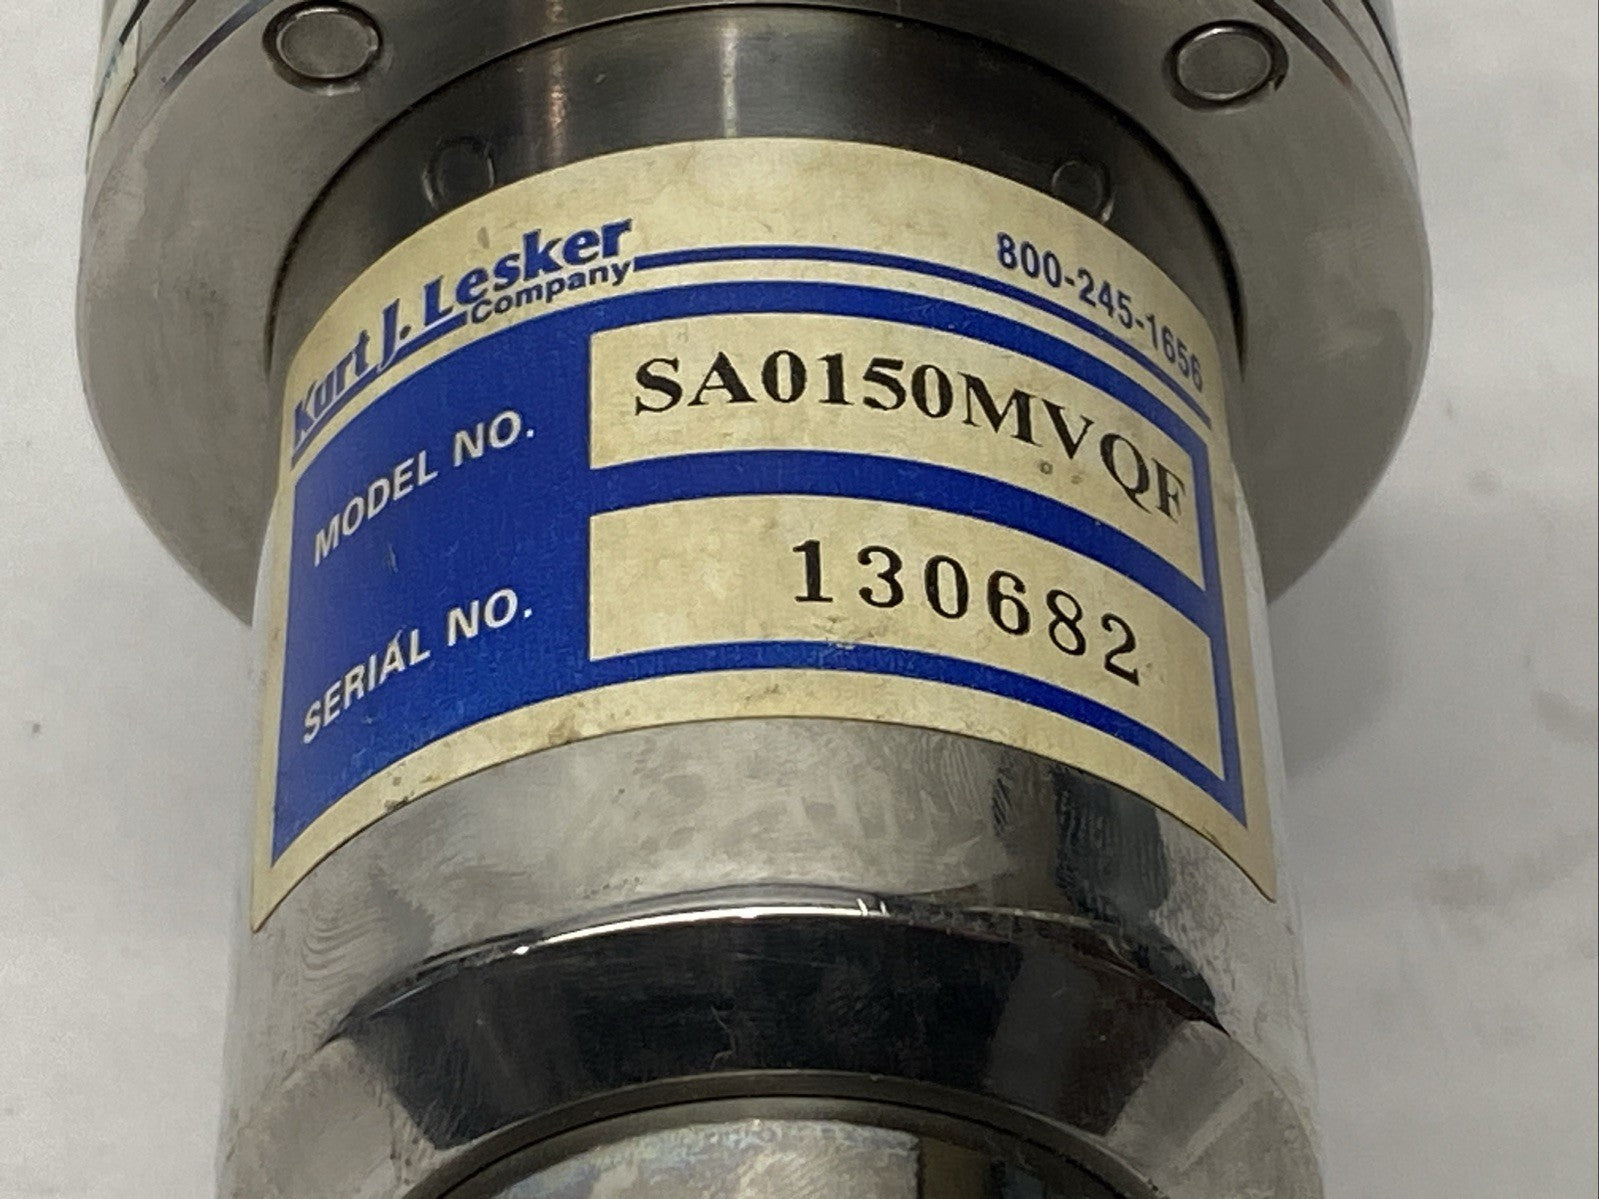 Kurt J. Lesker
Company
800-245-1656
MODEL NO. SA0150MVQF
SERIAL NO. 130682